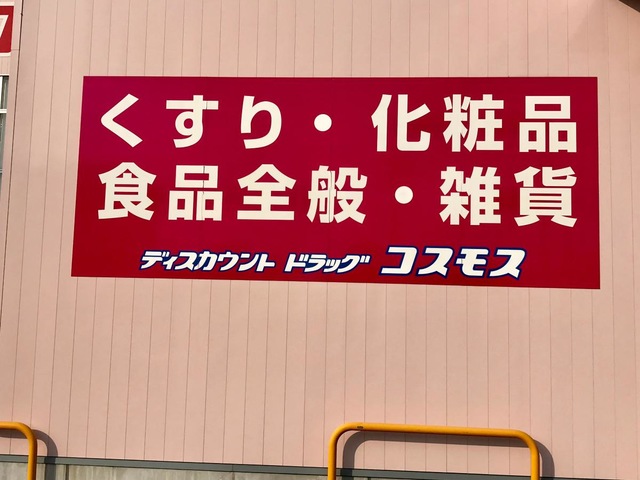 くすり・化粧品
食品全般・雑貨
ディスカウント ドラッグ コスモス